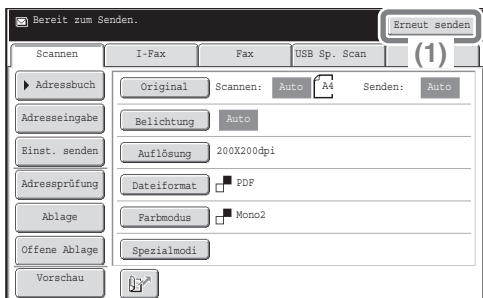 Bereit zum Senden.
Erneut senden
(1)
Scannen I-Fax Fax USB Sp. Scan
Adressbuch Original Scannen: Auto A4 Senden: Auto
Adresseingabe Belichtung Auto
Einst. senden Auflösung 200X200dpi
Adressprüfung Dateiformat PDF
Ablage Farbmodus Mono2
Offene Ablage Spezialmodi
Vorschau